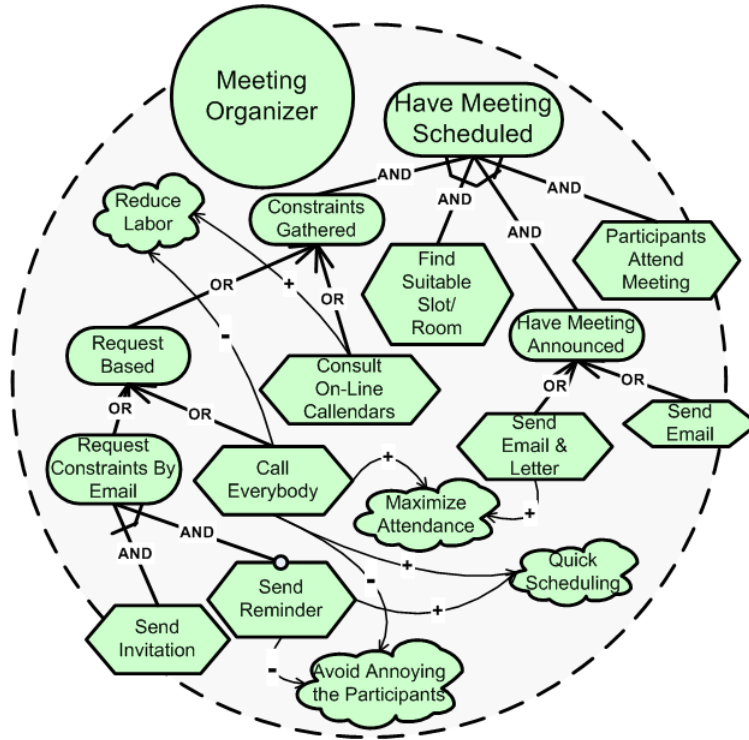 Meeting
Organizer
Have Meeting
Scheduled
AND
AND
AND
AND
Reduce
Labor
Constraints
Gathered
Find
Suitable
Slot/
Room
Participants
Attend
Meeting
OR
+
OR
-
Request
Based
Consult
On-Line
Callendars
Have Meeting
Announced
OR
OR
OR
OR
Send
Email &
Letter
Send
Email
Request
Constraints By
Email
Call
Everybody
+
Maximize
Attendance
+
AND
AND
+
-
Quick
Scheduling
Send
Reminder
+
Send
Invitation
-
Avoid Annoying
the Participants